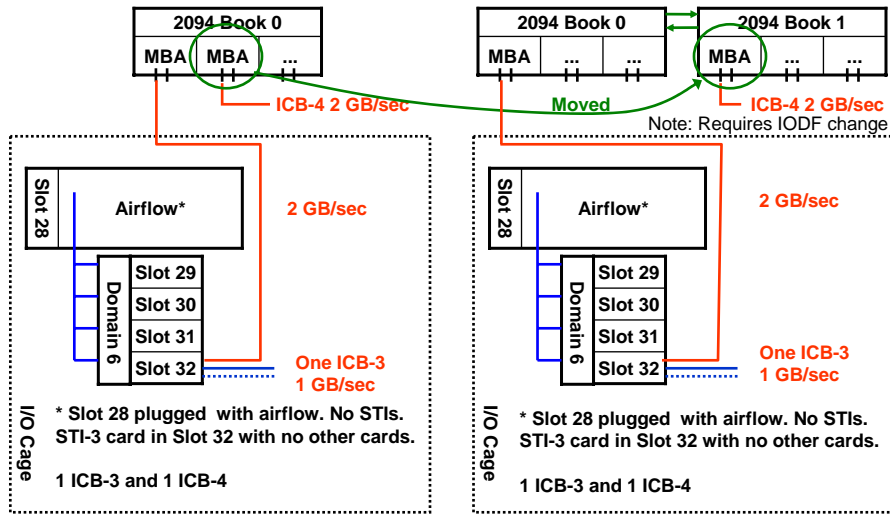 2094 Book 0
MBA
MBA
...
ICB-4 2 GB/sec
Slot 28
Airflow*
2 GB/sec
Domain 6
Slot 29
Slot 30
Slot 31
Slot 32
One ICB-3
1 GB/sec
I/O Cage
* Slot 28 plugged with airflow. No STIs.
STI-3 card in Slot 32 with no other cards.
1 ICB-3 and 1 ICB-4
Moved
2094 Book 0
MBA
...
...
2094 Book 1
MBA
...
...
ICB-4 2 GB/sec
Note: Requires IODF change
Slot 28
Airflow*
2 GB/sec
Domain 6
Slot 29
Slot 30
Slot 31
Slot 32
One ICB-3
1 GB/sec
I/O Cage
* Slot 28 plugged with airflow. No STIs.
STI-3 card in Slot 32 with no other cards.
1 ICB-3 and 1 ICB-4